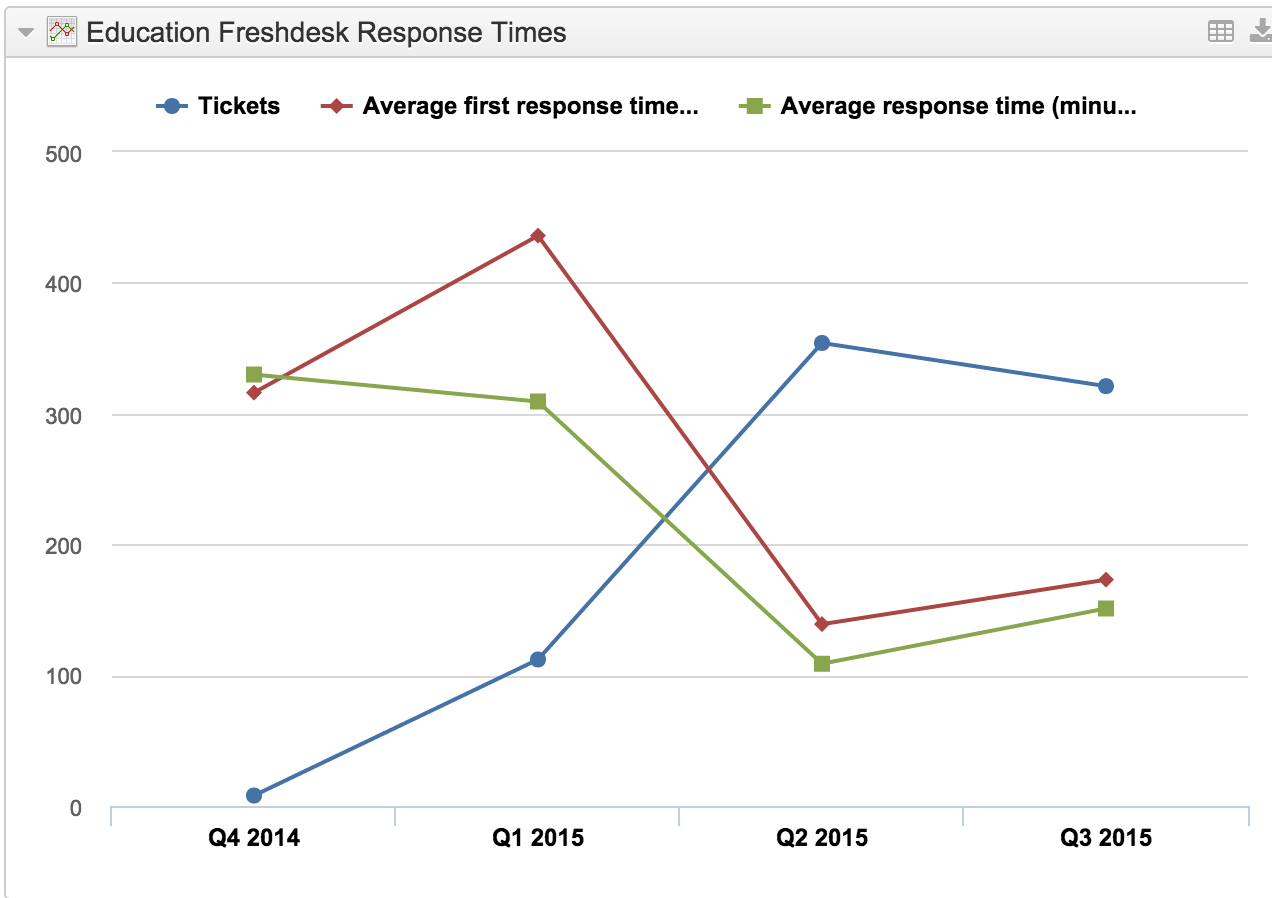 Education Freshdesk Response Times
Tickets Average first response time... Average response time (minu...
500
400
300
200
100
0
Q4 2014 Q1 2015 Q2 2015 Q3 2015